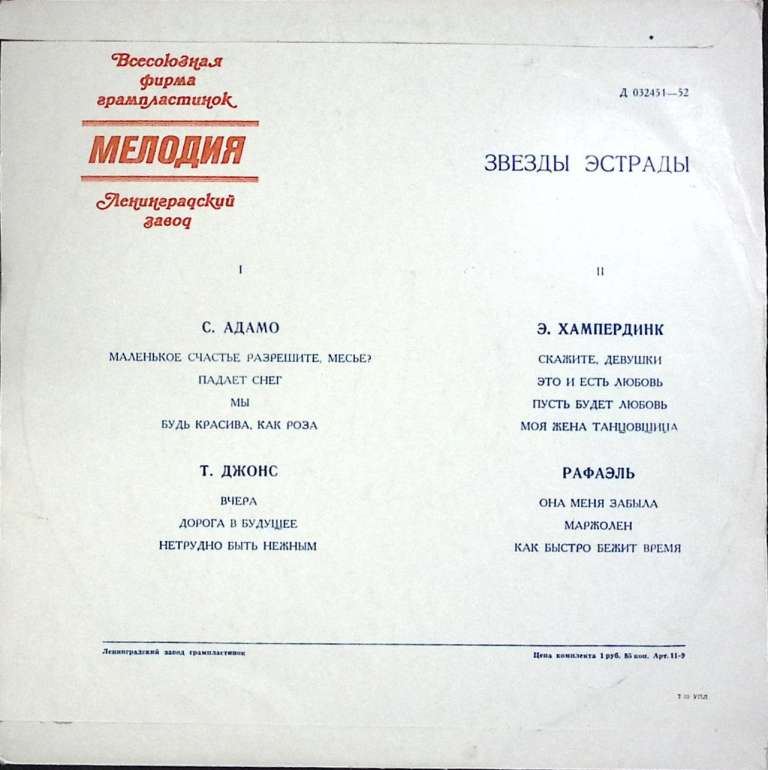 Всесоюзная
фирма
грампластинок
МЕЛОДИЯ
Ленинградский
завод
Д 032451—52
ЗВЕЗДЫ ЭСТРАДЫ
I
С. АДАМО
МАЛЕНЬКОЕ СЧАСТЬЕ РАЗРЕШИТЕ, МЕСЬЕ?
ПАДАЕТ СНЕГ
МЫ
БУДЬ КРАСИВА, КАК РОЗА
Т. ДЖОНС
ВЧЕРА
ДОРОГА В БУДУЩЕЕ
НЕТРУДНО БЫТЬ НЕЖНЫМ
II
Э. ХАМПЕРДИНК
СКАЖИТЕ, ДЕВУШКИ
ЭТО И ЕСТЬ ЛЮБОВЬ
ПУСТЬ БУДЕТ ЛЮБОВЬ
МОЯ ЖЕНА ТАНЦОВЩИЦА
РАФАЭЛЬ
ОНА МЕНЯ ЗАБЫЛА
МАРЖОЛЕН
КАК БЫСТРО БЕЖИТ ВРЕМЯ
Ленинградский завод грампластинок
Цена комплекта 1 руб. 85 коп. Арт. 11-9
УПЛ